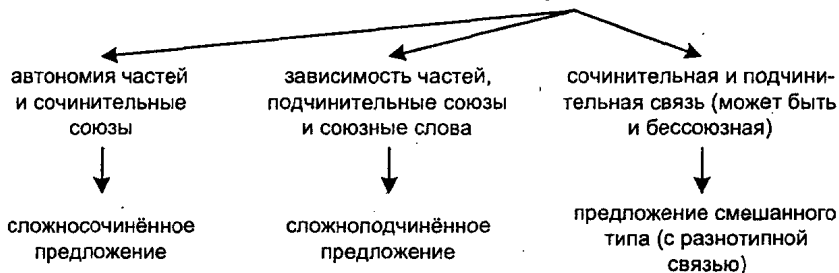 автономия частей
и сочинительные
союзы
зависимость частей,
подчинительные союзы
и союзные слова
сочинительная и подчини-
тельная связь (может быть
и бессоюзная)
сложносочинённое
предложение
сложноподчинённое
предложение
предложение смешанного
типа (с разнотипной
связью)